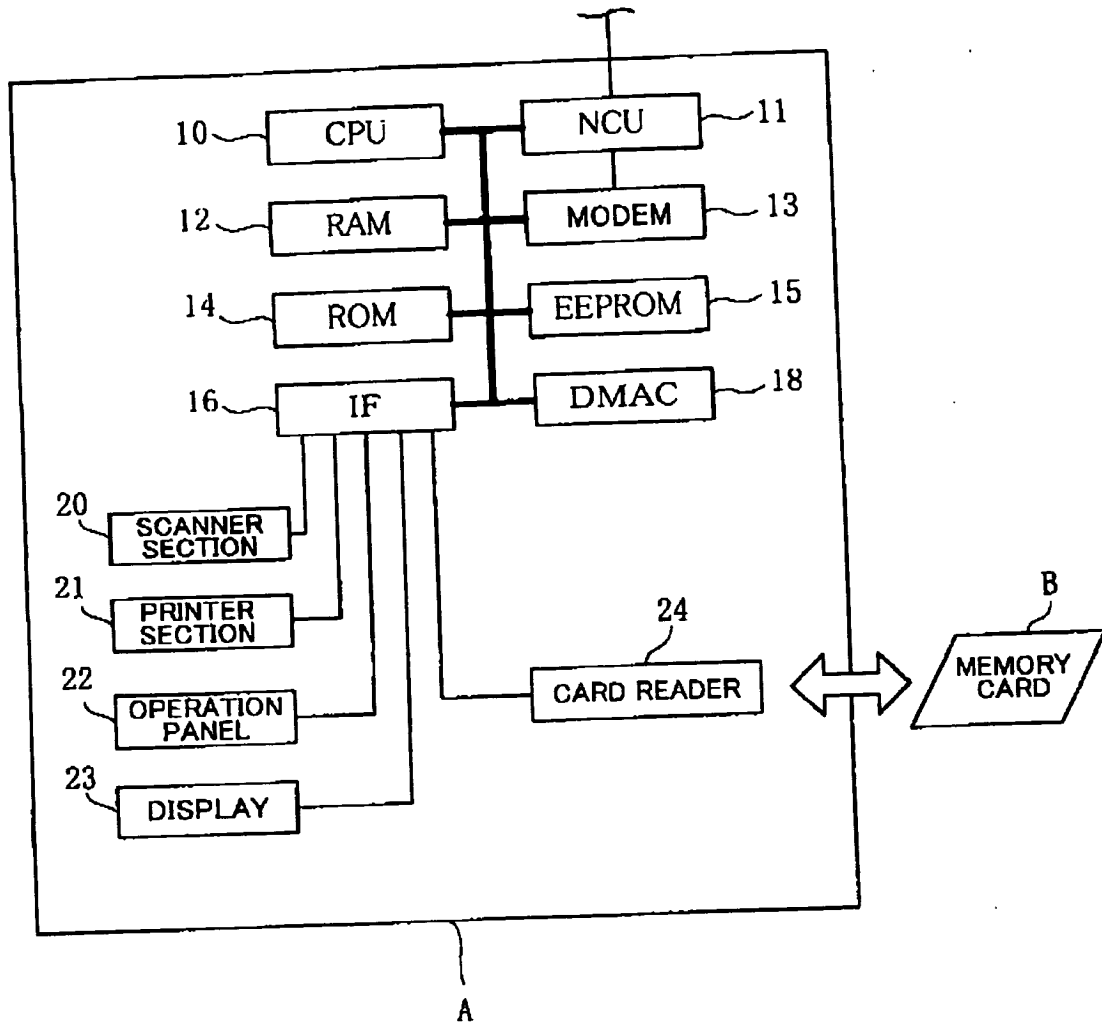 10 CPU NCU 11
12 RAM MODEM 13
14 ROM EEPROM 15
16 IF DMAC 18
20 SCANNER
SECTION
21 PRINTER
SECTION
22 OPERATION
PANEL
23 DISPLAY
24
CARD READER
B
MEMORY
CARD
A